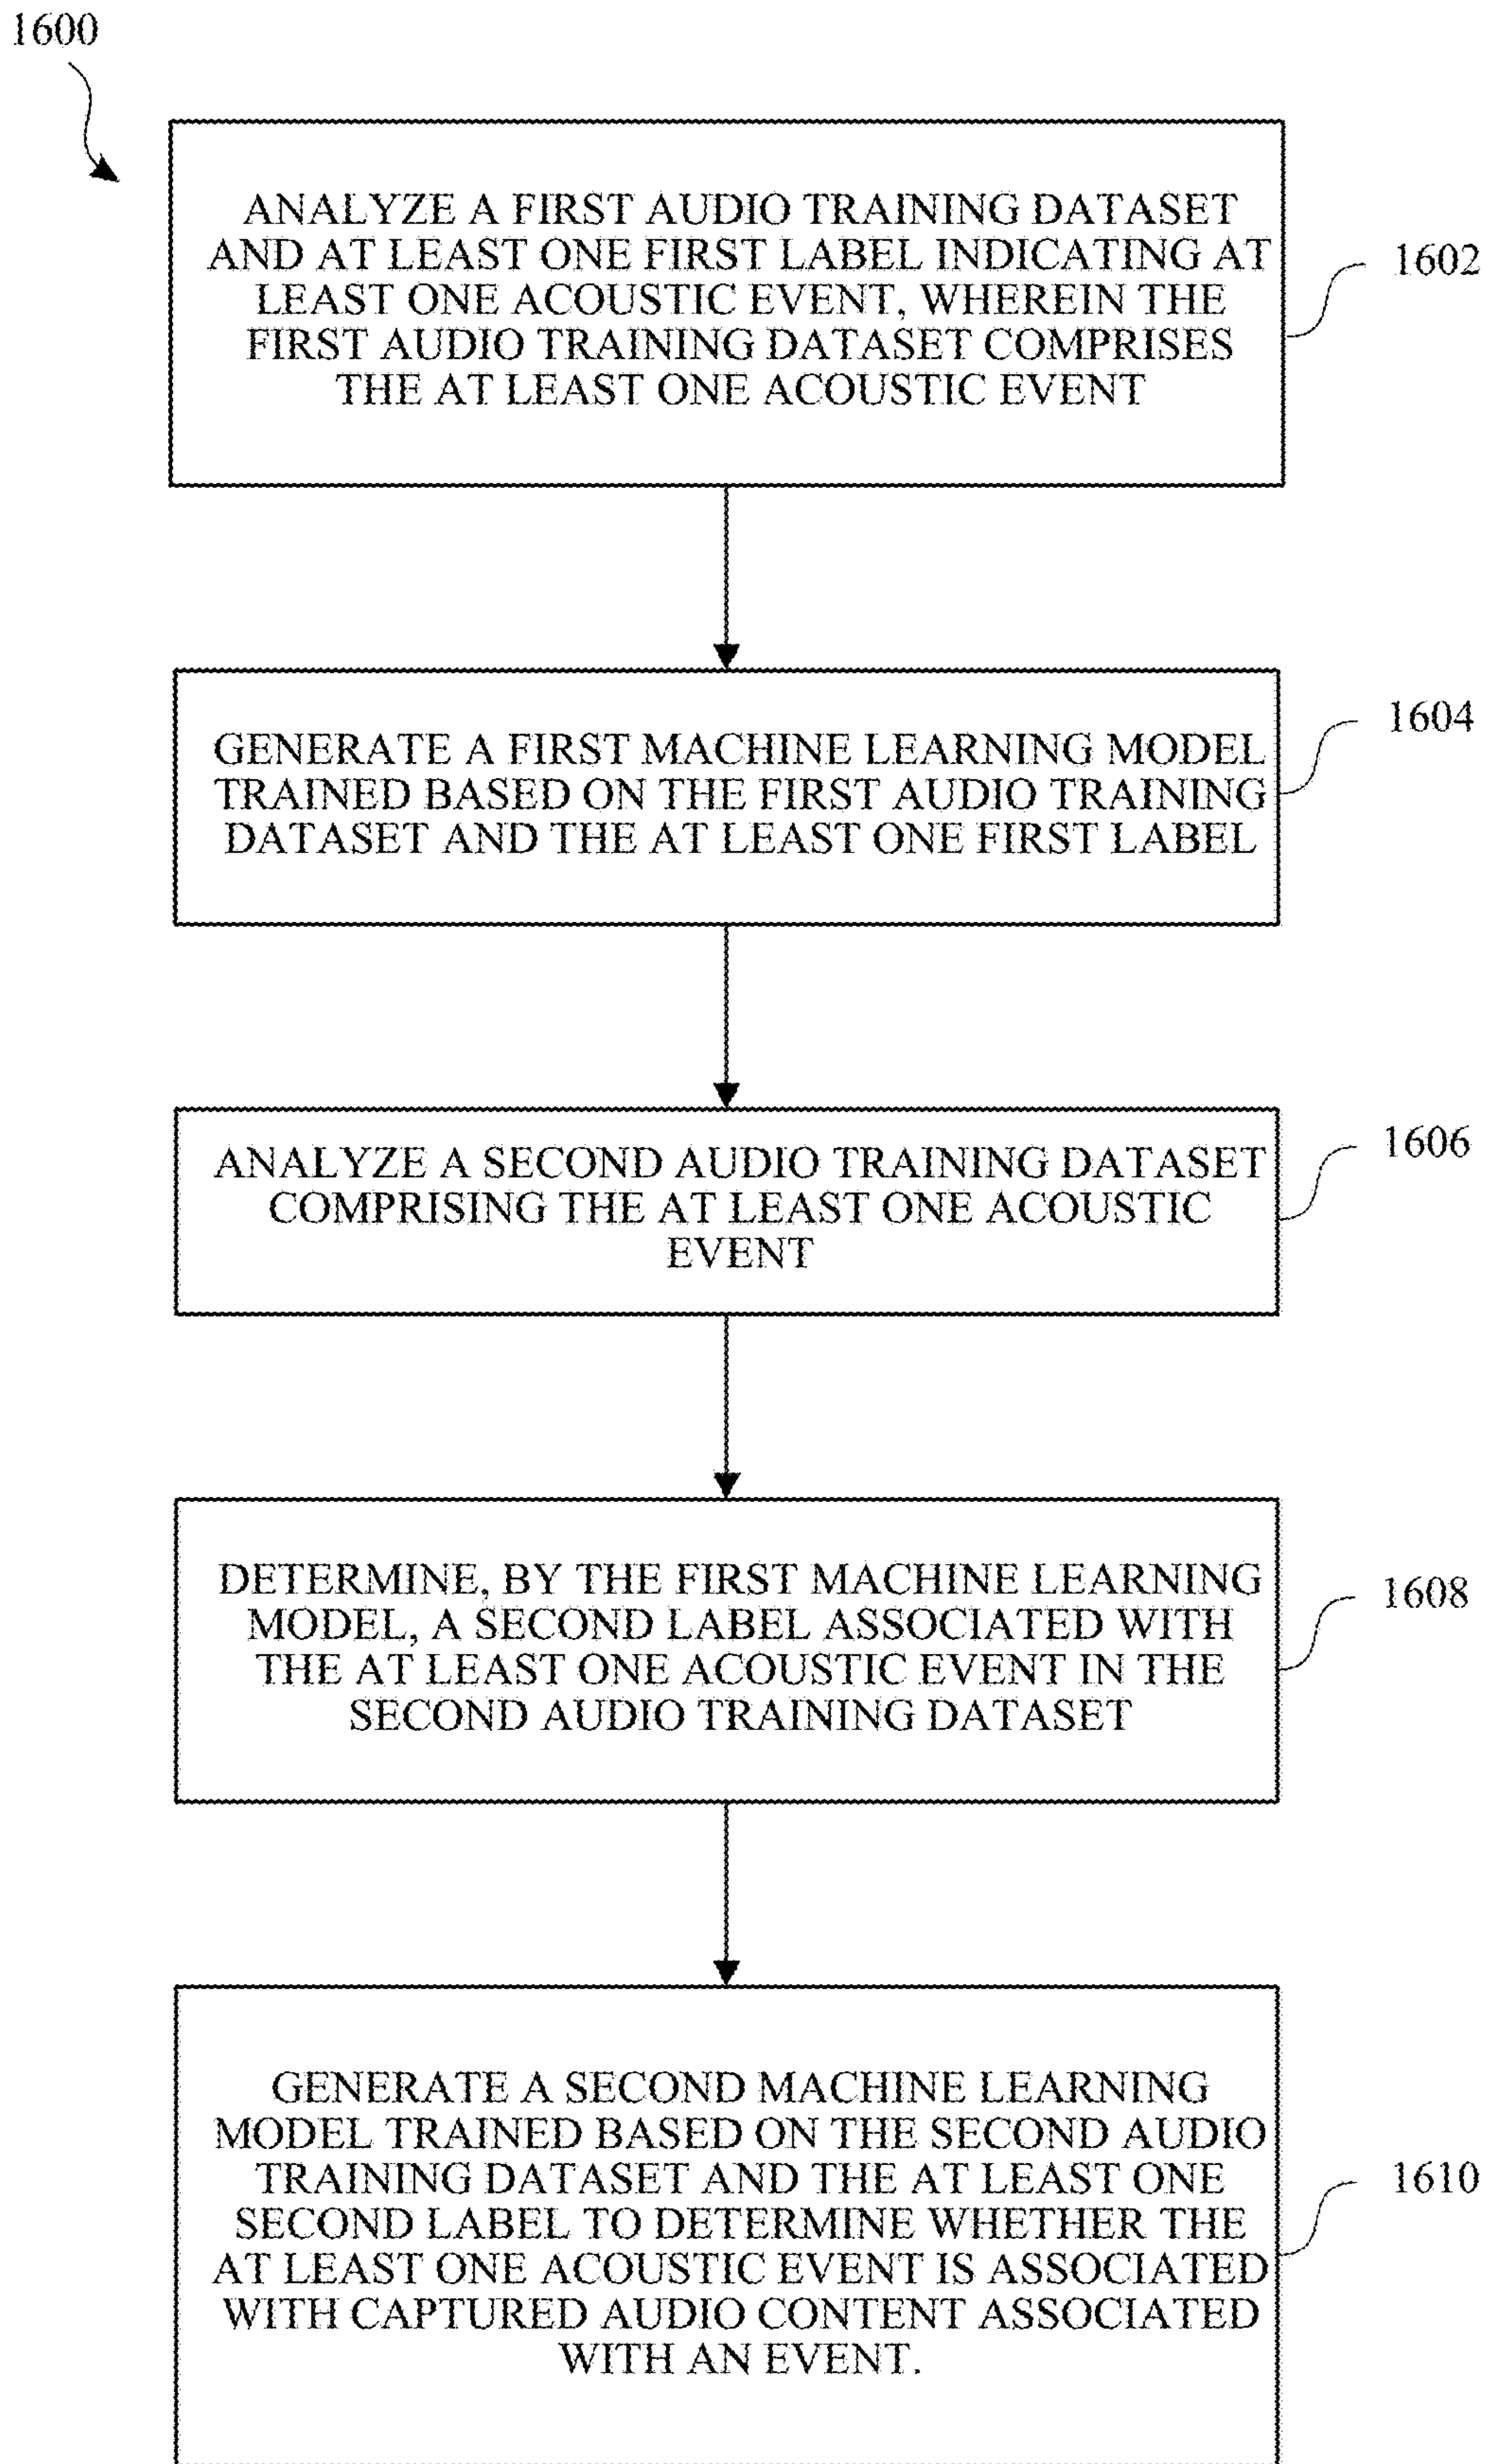 1600
ANALYZE A FIRST AUDIO TRAINING DATASET
AND AT LEAST ONE FIRST LABEL INDICATING AT
LEAST ONE ACOUSTIC EVENT, WHEREIN THE
FIRST AUDIO TRAINING DATASET COMPRISES
THE AT LEAST ONE ACOUSTIC EVENT
1602
GENERATE A FIRST MACHINE LEARNING MODEL
TRAINED BASED ON THE FIRST AUDIO TRAINING
DATASET AND THE AT LEAST ONE FIRST LABEL
1604
ANALYZE A SECOND AUDIO TRAINING DATASET
COMPRISING THE AT LEAST ONE ACOUSTIC
EVENT
1606
DETERMINE, BY THE FIRST MACHINE LEARNING
MODEL, A SECOND LABEL ASSOCIATED WITH
THE AT LEAST ONE ACOUSTIC EVENT IN THE
SECOND AUDIO TRAINING DATASET
1608
GENERATE A SECOND MACHINE LEARNING
MODEL TRAINED BASED ON THE SECOND AUDIO
TRAINING DATASET AND THE AT LEAST ONE
SECOND LABEL TO DETERMINE WHETHER THE
AT LEAST ONE ACOUSTIC EVENT IS ASSOCIATED
WITH CAPTURED AUDIO CONTENT ASSOCIATED
WITH AN EVENT.
1610